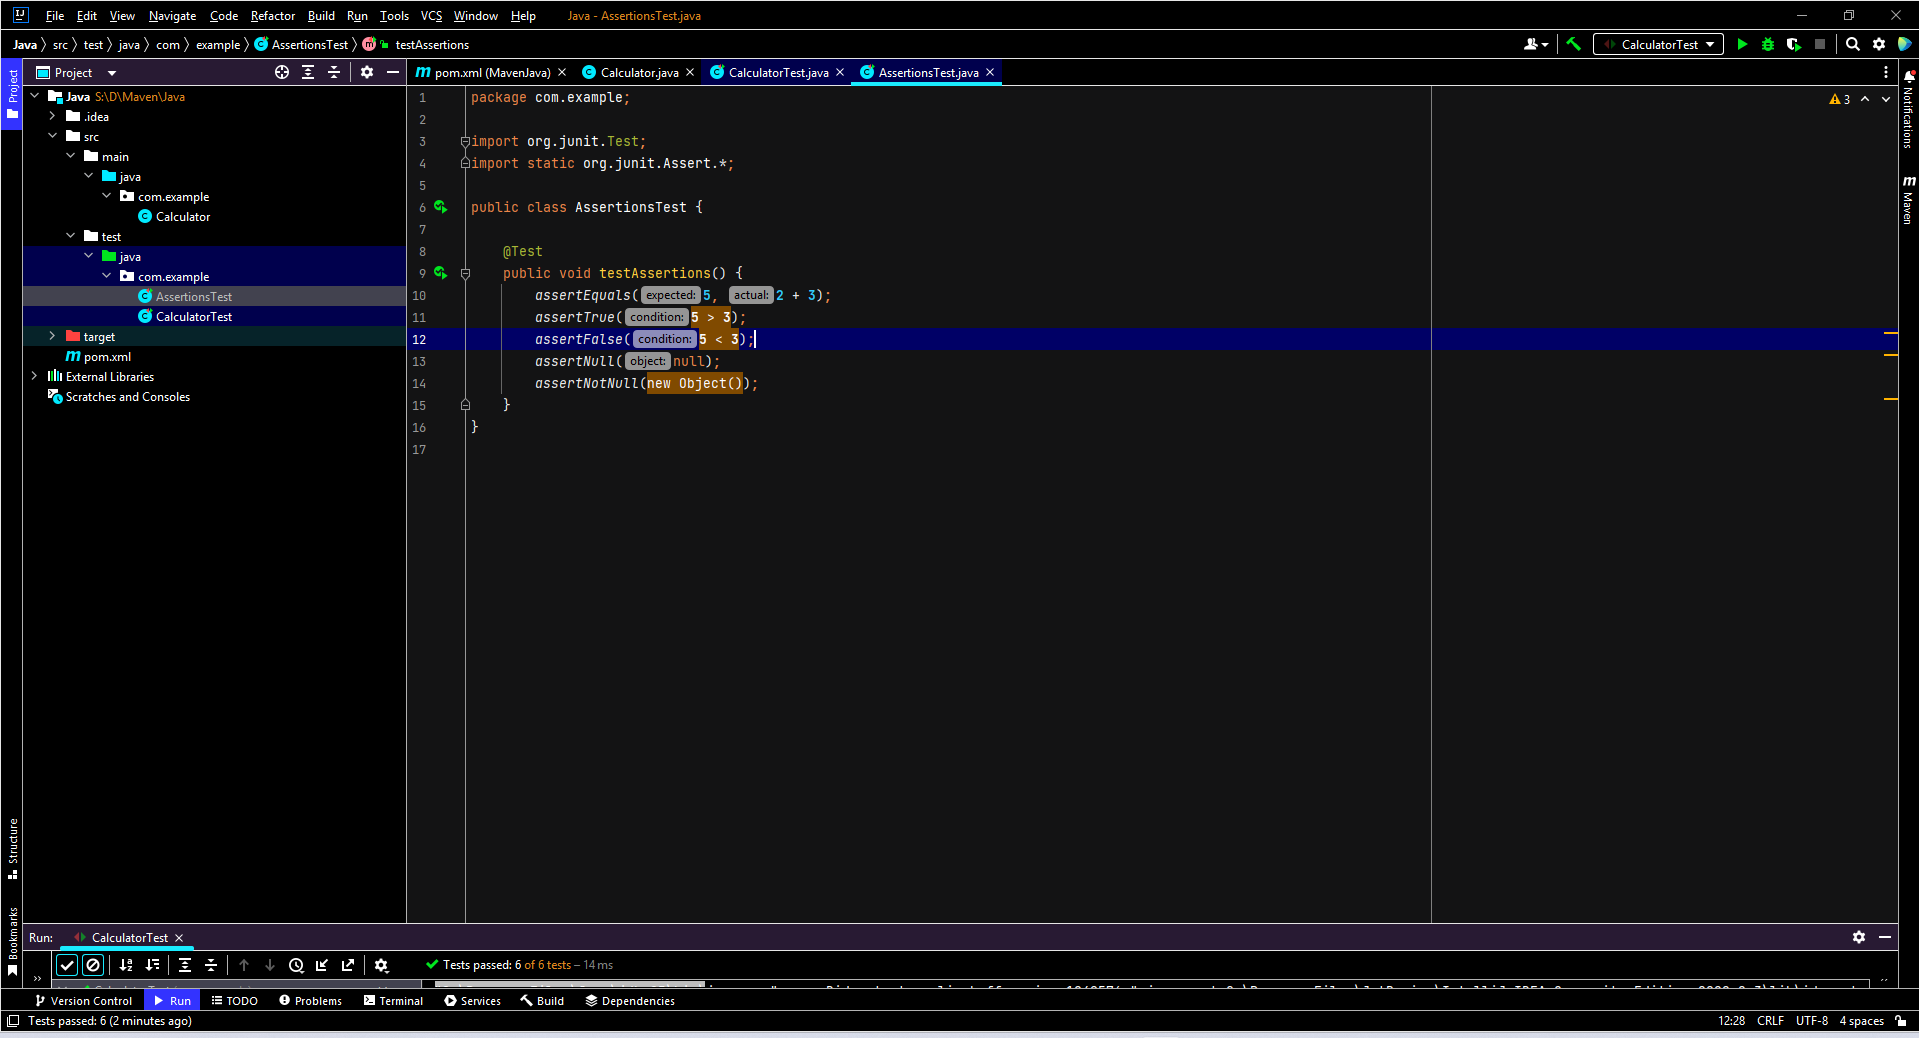 File Edit View Navigate Code Refactor Build Run Tools VCS Window Help Java - AssertionsTest.java
Java src test java com example AssertionsTest testAssertions CalculatorTest
Project
pom.xml (MavenJava) Calculator.java CalculatorTest.java AssertionsTest.java
Project
Java S:\D\Maven\Java
.idea
src
main
java
com.example
Calculator
test
java
com.example
AssertionsTest
CalculatorTest
target
pom.xml
External Libraries
Scratches and Consoles
1 package com.example;
2
3 import org.junit.Test;
4 import static org.junit.Assert.*;
5
6 public class AssertionsTest {
7
8 @Test
9 public void testAssertions() {
10 assertEquals( expected: 5, actual: 2 + 3);
11 assertTrue( condition: 5 > 3);
12 assertFalse( condition: 5 < 3);
13 assertNull( object: null);
14 assertNotNull(new Object());
15 }
16 }
17
3
Notifications
Maven
Structure
Bookmarks
Run: CalculatorTest
Tests passed: 6 of 6 tests – 14 ms
Version Control Run TODO Problems Terminal Services Build Dependencies
Tests passed: 6 (2 minutes ago) 12:28 CRLF UTF-8 4 spaces